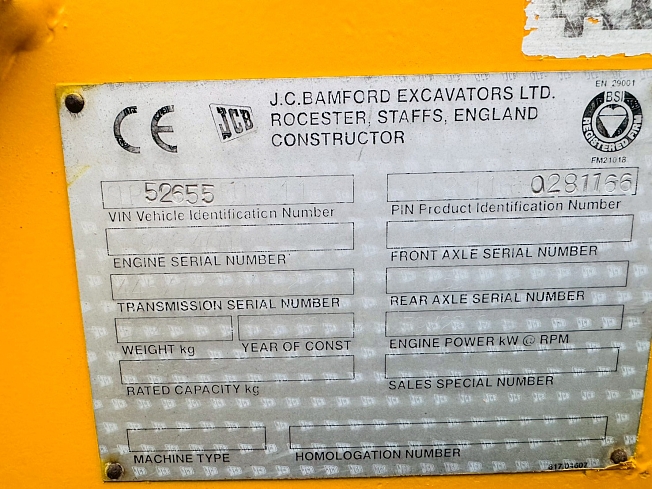 CE
JCB
J.C.BAMFORD EXCAVATORS LTD.
ROCESTER, STAFFS, ENGLAND
CONSTRUCTOR
EN 29001
BSI
REGISTERED FIRM
FM21018
52655
0281166
VIN Vehicle Identification Number
PIN Product Identification Number
ENGINE SERIAL NUMBER
FRONT AXLE SERIAL NUMBER
TRANSMISSION SERIAL NUMBER
REAR AXLE SERIAL NUMBER
WEIGHT kg
YEAR OF CONST
ENGINE POWER kW @ RPM
RATED CAPACITY kg
SALES SPECIAL NUMBER
MACHINE TYPE
HOMOLOGATION NUMBER